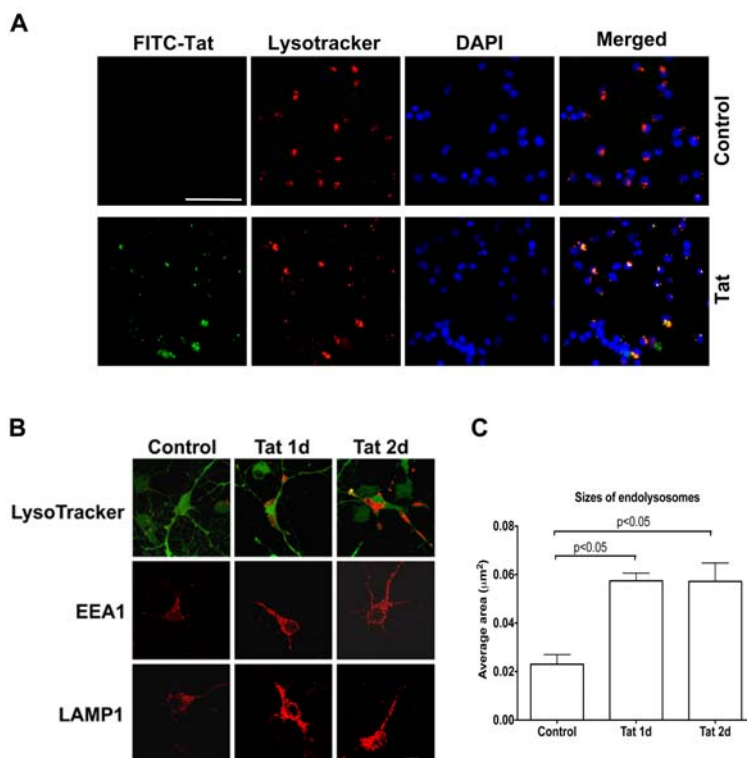 A
FITC-Tat Lysotracker DAPI Merged
Control
Tat
B
Control Tat 1d Tat 2d
LysoTracker
EEA1
LAMP1
C
Sizes of endolysosomes
p<0.05
p<0.05
Average area (μm²)
0.08
0.06
0.04
0.02
0.00
Control Tat 1d Tat 2d